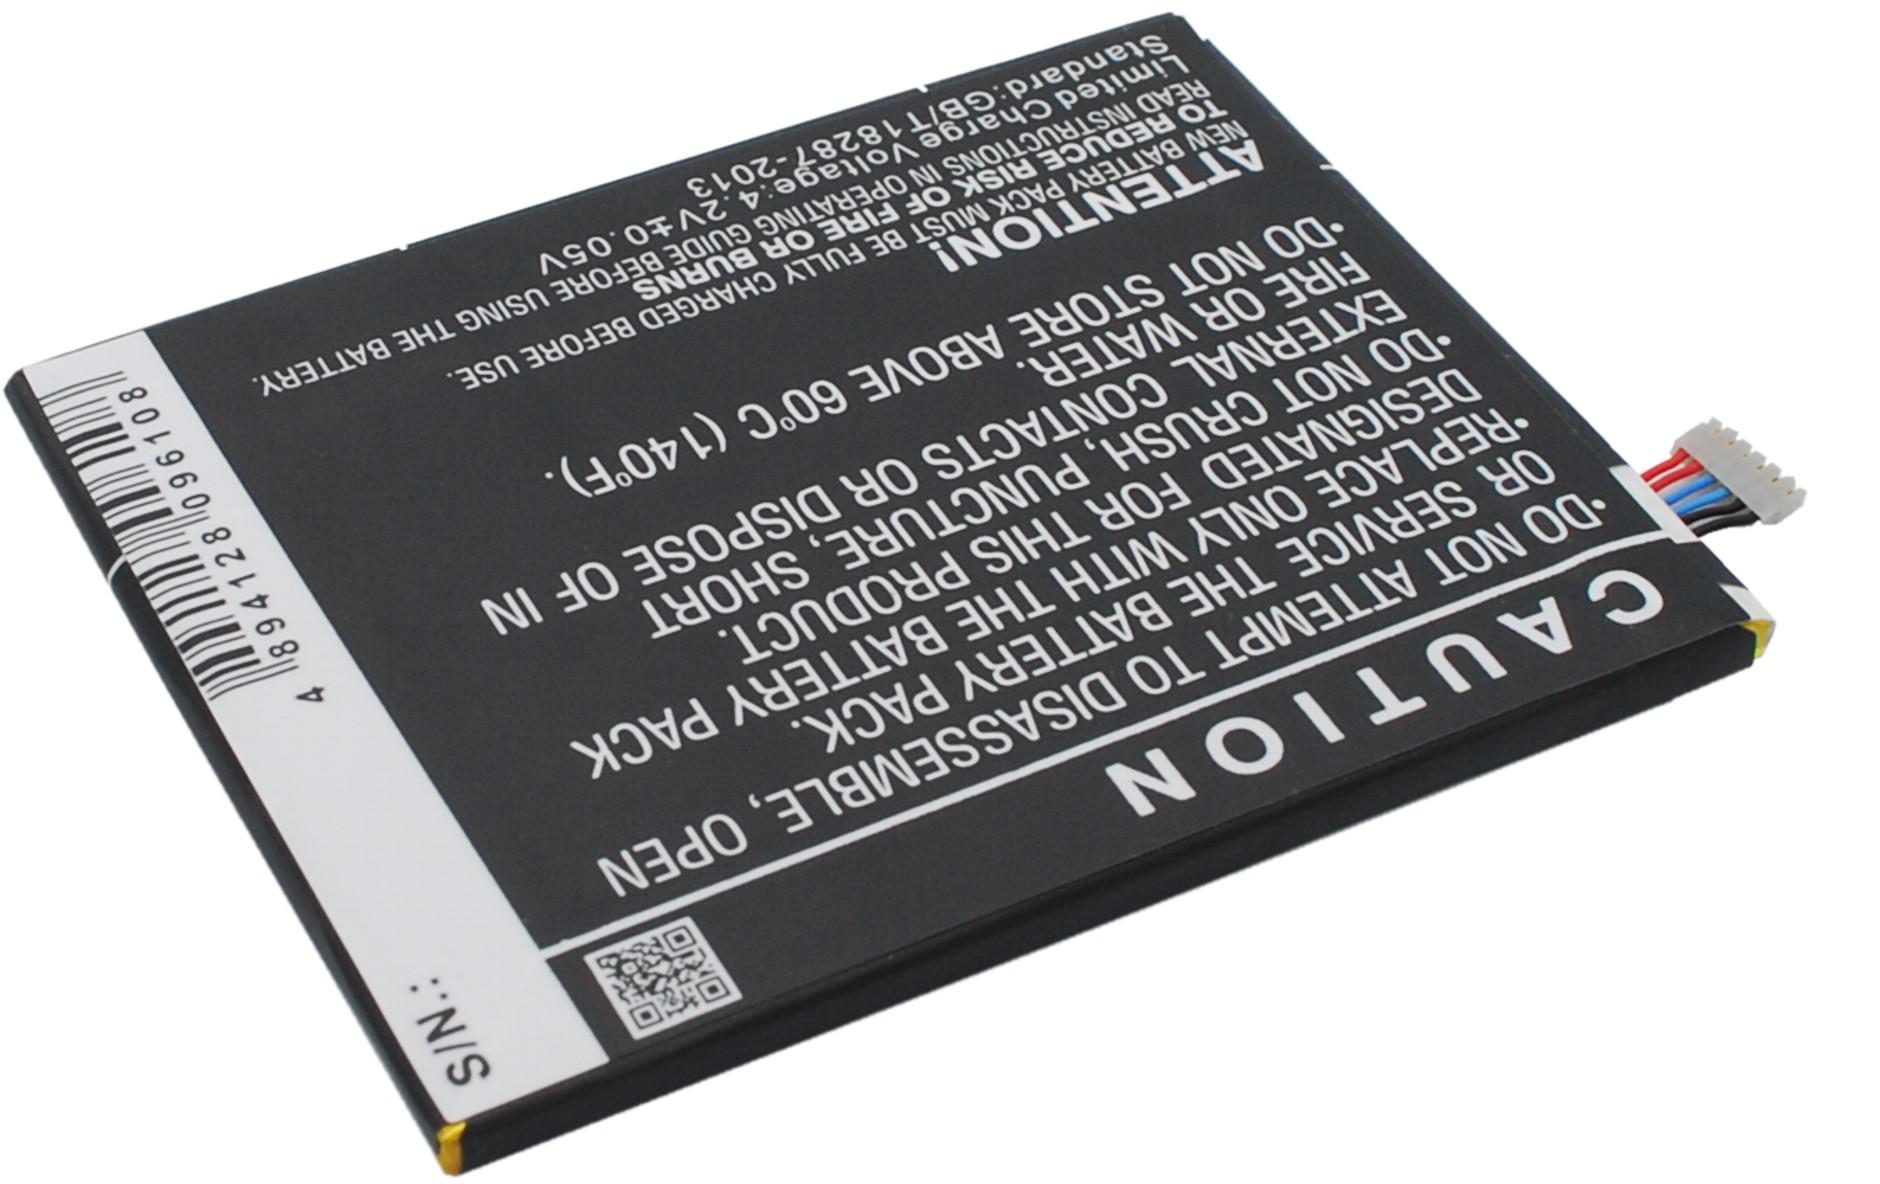 CAUTION
•DO NOT ATTEMPT TO DISASSEMBLE, OPEN
OR SERVICE THE BATTERY PACK.
•REPLACE ONLY WITH THE BATTERY PACK
DESIGNATED FOR THIS PRODUCT.
•DO NOT CRUSH, PUNCTURE, SHORT
EXTERNAL CONTACTS OR DISPOSE OF IN
FIRE OR WATER.
•DO NOT STORE ABOVE 60°C (140°F).
ATTENTION!
NEW BATTERY PACK MUST BE FULLY CHARGED BEFORE USE.
TO REDUCE RISK OF FIRE OR BURNS
READ INSTRUCTIONS IN OPERATING GUIDE BEFORE USING THE BATTERY.
Limited Charge Voltage:4.2V±0.05V
Standard:GB/T18287-2013
S/N.:
4 894128 096108